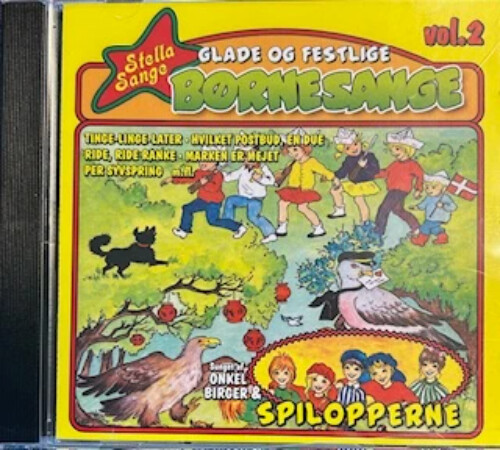 Stella
Sange
GLADE OG FESTLIGE
vol.2
BØRNESANGE
TINGE-LINGE-LATER · HVILKET POSTBUD, EN DUE
RIDE, RIDE RANKE · MARKEN ER MEJET
PER SYVSPRING m.fl.
Sunget af
ONKEL
BIRGER &
SPILOPPERNE